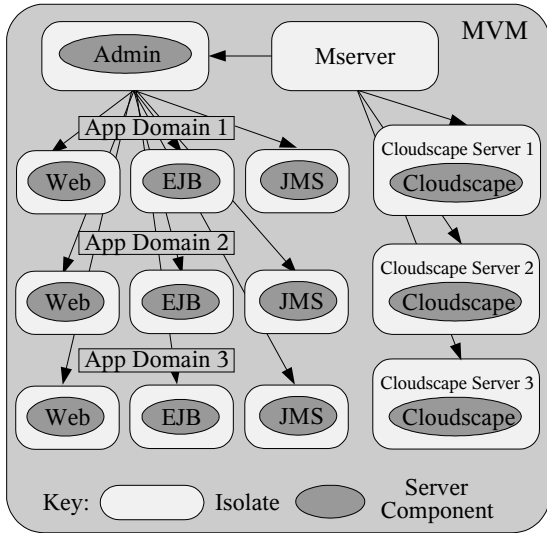 MVM
Admin
Mserver
App Domain 1
Web
EJB
JMS
Cloudscape Server 1
Cloudscape
App Domain 2
Web
EJB
JMS
Cloudscape Server 2
Cloudscape
App Domain 3
Web
EJB
JMS
Cloudscape Server 3
Cloudscape
Key:
Isolate
Server
Component